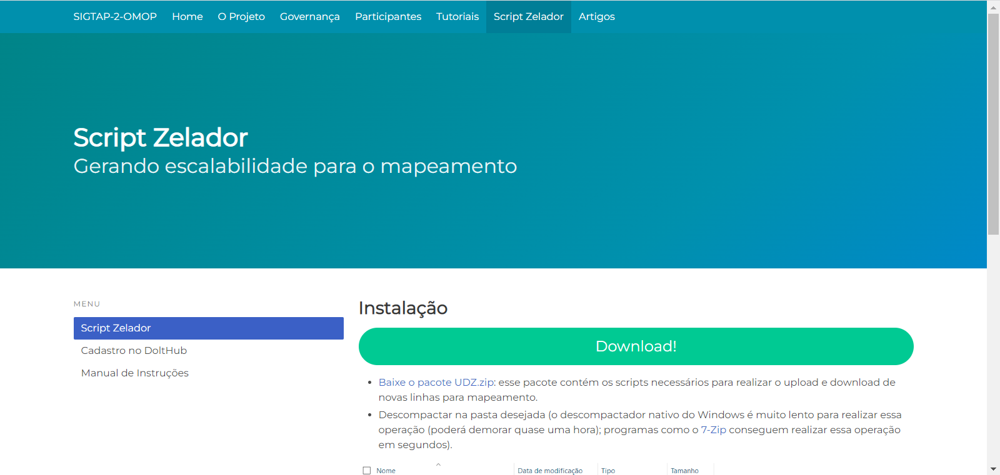 SIGTAP-2-OMOP Home O Projeto Governança Participantes Tutoriais Script Zelador Artigos
Script Zelador
Gerando escalabilidade para o mapeamento
MENU
Script Zelador
Cadastro no DoltHub
Manual de Instruções
Instalação
Download!
• Baixe o pacote UDZ.zip: esse pacote contém os scripts necessários para realizar o upload e download de
novas linhas para mapeamento.
• Descompactar na pasta desejada (o descompactador nativo do Windows é muito lento para realizar essa
operação (poderá demorar quase uma hora); programas como o 7-Zip conseguem realizar essa operação
em segundos).
Nome Data de modificação Tipo Tamanho